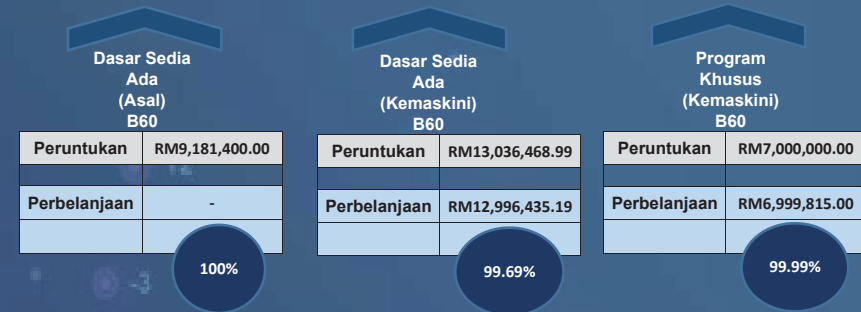 Dasar Sedia
Ada
(Asal)
B60
Peruntukan RM9,181,400.00
Perbelanjaan -
100%
Dasar Sedia
Ada
(Kemaskini)
B60
Peruntukan RM13,036,468.99
Perbelanjaan RM12,996,435.19
99.69%
Program
Khusus
(Kemaskini)
B60
Peruntukan RM7,000,000.00
Perbelanjaan RM6,999,815.00
99.99%
-3